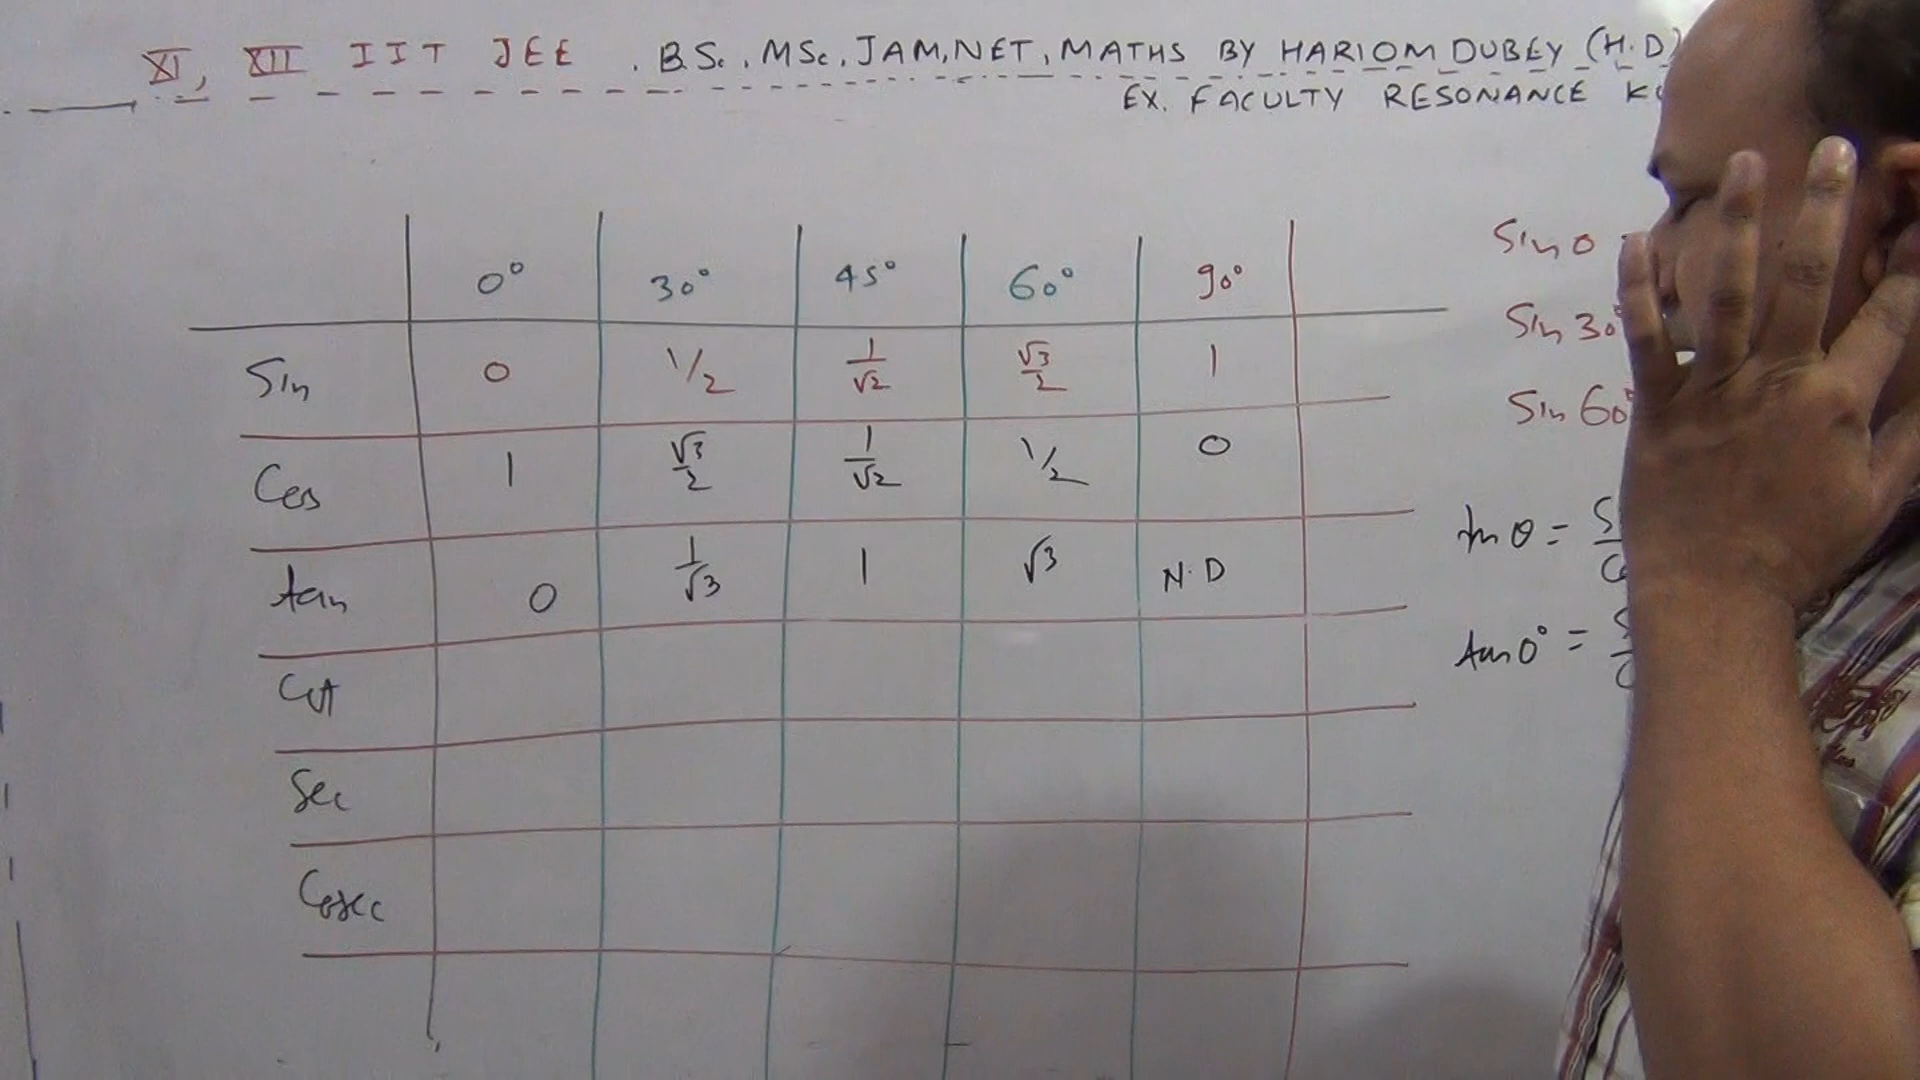 XI, XII IIT JEE . B.Sc. MSc. JAM, NET, MATHS BY HARIOM DUBEY (H.D)
EX. FACULTY RESONANCE
0° 30° 45° 60° 90°
Sin 0 1/2 1/√2 √3/2 1
Cos 1 √3/2 1/√2 1/2 0
tan 0 1/√3 1 √3 N.D
Cot
Sec
Cosec
Sin 0
Sin 30°
Sin 60°
tan θ =
tan 0° =